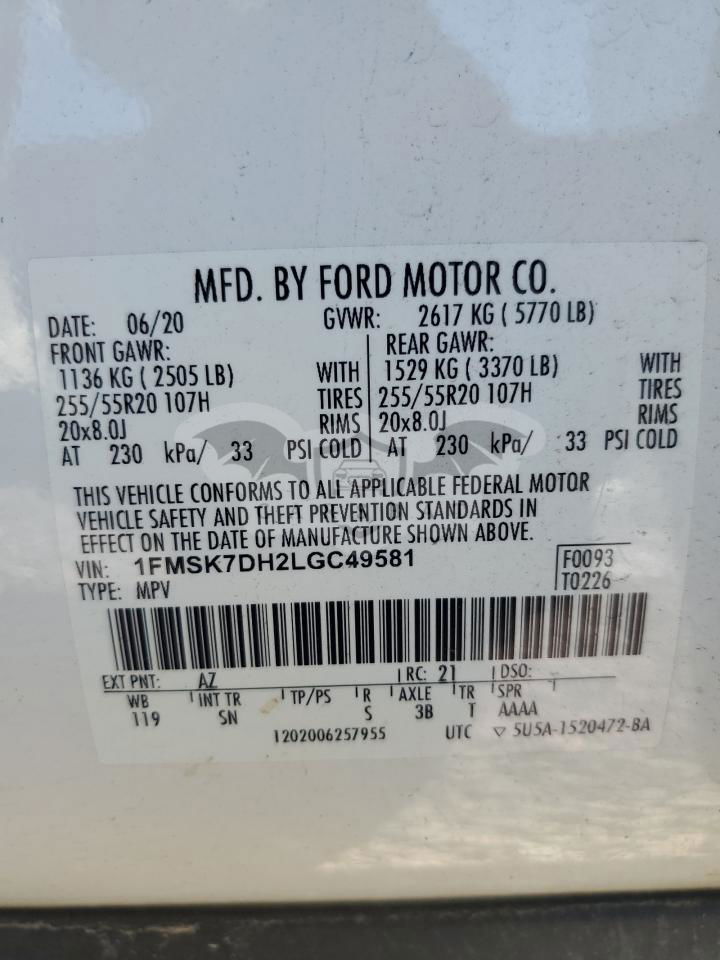 MFD. BY FORD MOTOR CO.
DATE: 06/20 GVWR: 2617 KG ( 5770 LB)
FRONT GAWR: REAR GAWR:
1136 KG ( 2505 LB) WITH 1529 KG ( 3370 LB) WITH
255/55R20 107H TIRES 255/55R20 107H TIRES
20x8.0J RIMS 20x8.0J RIMS
AT 230 kPa/ 33 PSI COLD AT 230 kPa/ 33 PSI COLD
THIS VEHICLE CONFORMS TO ALL APPLICABLE FEDERAL MOTOR
VEHICLE SAFETY AND THEFT PREVENTION STANDARDS IN
EFFECT ON THE DATE OF MANUFACTURE SHOWN ABOVE.
VIN: 1FMSK7DH2LGC49581 F0093
TYPE: MPV T0226
EXT PNT: AZ RC: 21 DSO:
WB INT TR TP/PS R AXLE TR SPR
119 SN S 3B T AAAA
1202006257955 UTC ▽ 5U5A-1520472-BA